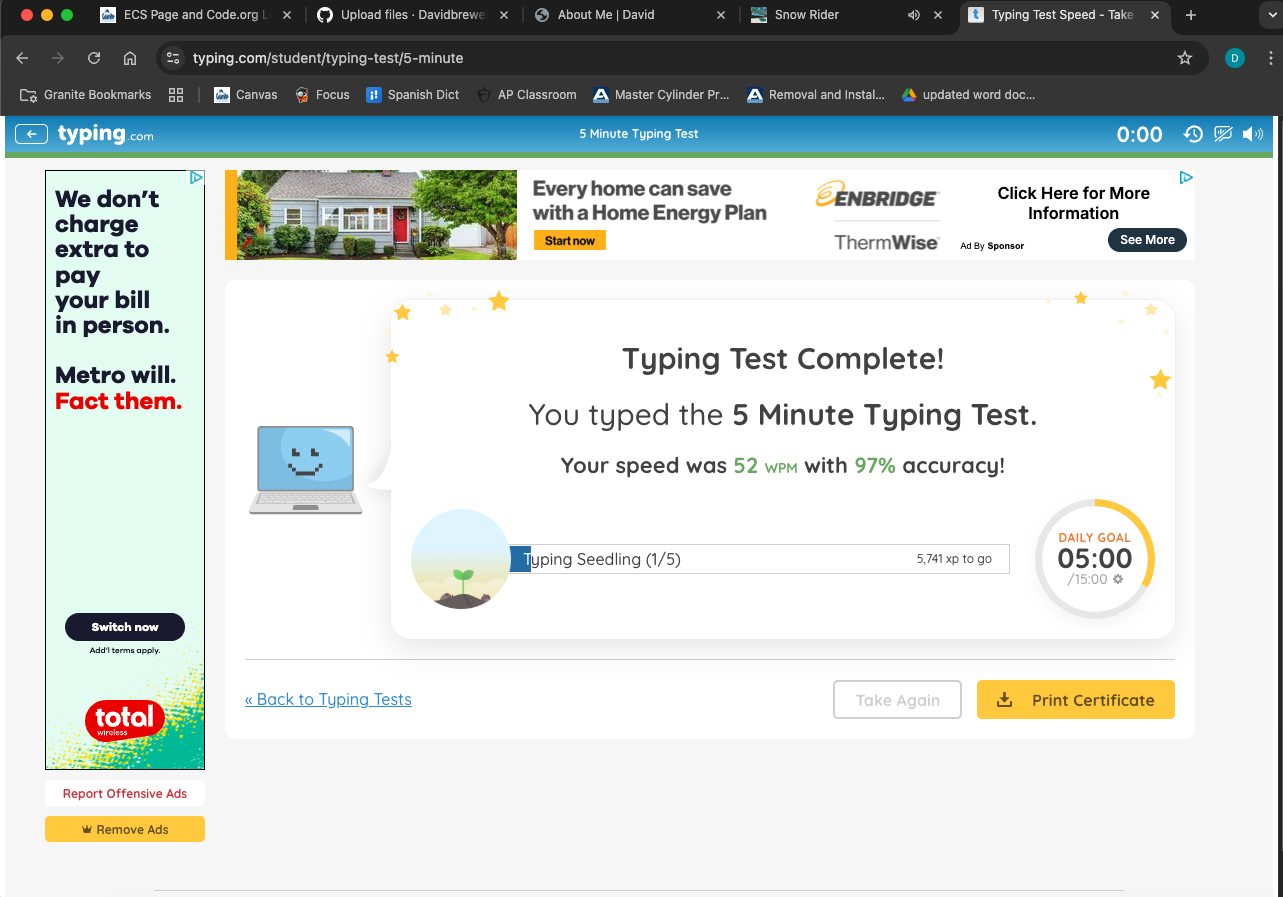 ECS Page and Code.org L
Upload files · Davidbrewe
About Me | David
Snow Rider
Typing Test Speed - Take
typing.com/student/typing-test/5-minute
D
Granite Bookmarks
Canvas
Focus
Spanish Dict
AP Classroom
Master Cylinder Pr...
Removal and Instal...
updated word doc...
typing.com
5 Minute Typing Test
0:00
We don't
charge
extra to
pay
your bill
in person.
Metro will.
Fact them.
Switch now
Add'l terms apply.
total
wireless
Report Offensive Ads
Remove Ads
Every home can save
with a Home Energy Plan
Start now
ENBRIDGE
ThermWise
Click Here for More
Information
Ad By Sponsor
See More
Typing Test Complete!
You typed the 5 Minute Typing Test.
Your speed was 52 WPM with 97% accuracy!
Typing Seedling (1/5)
5,741 xp to go
DAILY GOAL
05:00
/15:00
« Back to Typing Tests
Take Again
Print Certificate